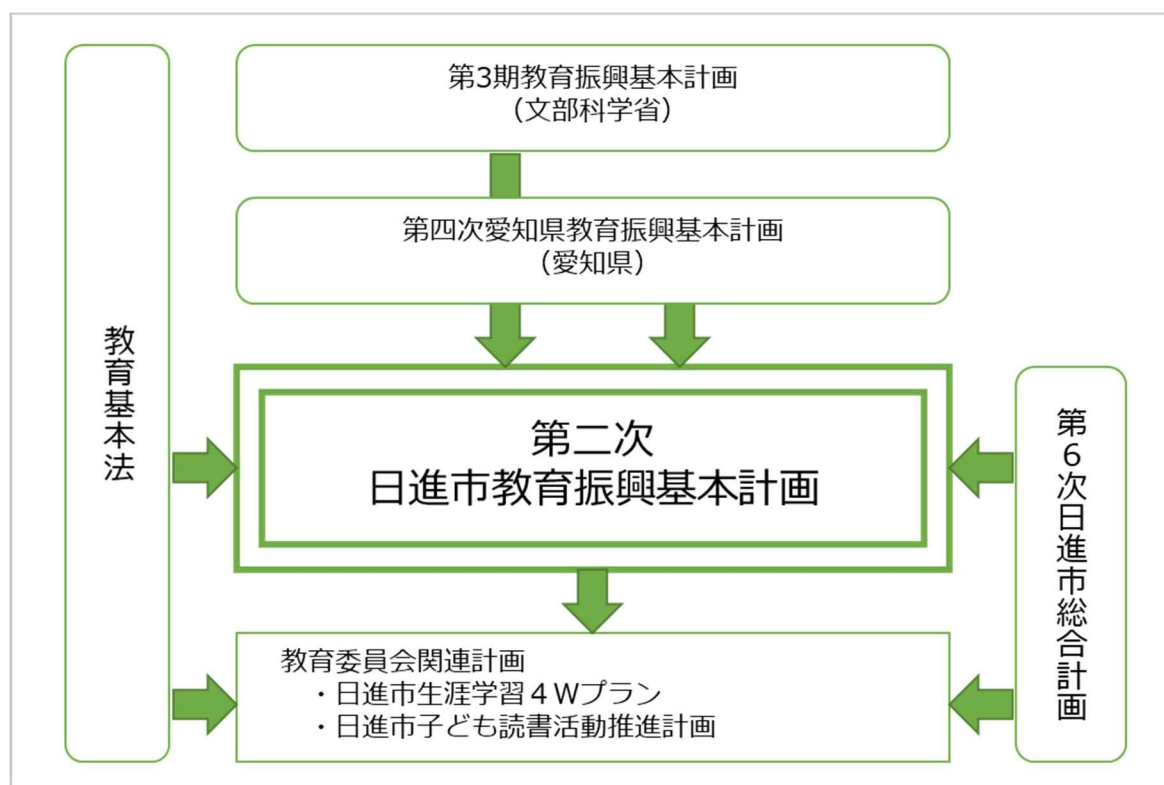 第3期教育振興基本計画
（文部科学省）
第四次愛知県教育振興基本計画
（愛知県）
教育基本法
第二次
日進市教育振興基本計画
第６次日進市総合計画
教育委員会関連計画
・日進市生涯学習４Ｗプラン
・日進市子ども読書活動推進計画